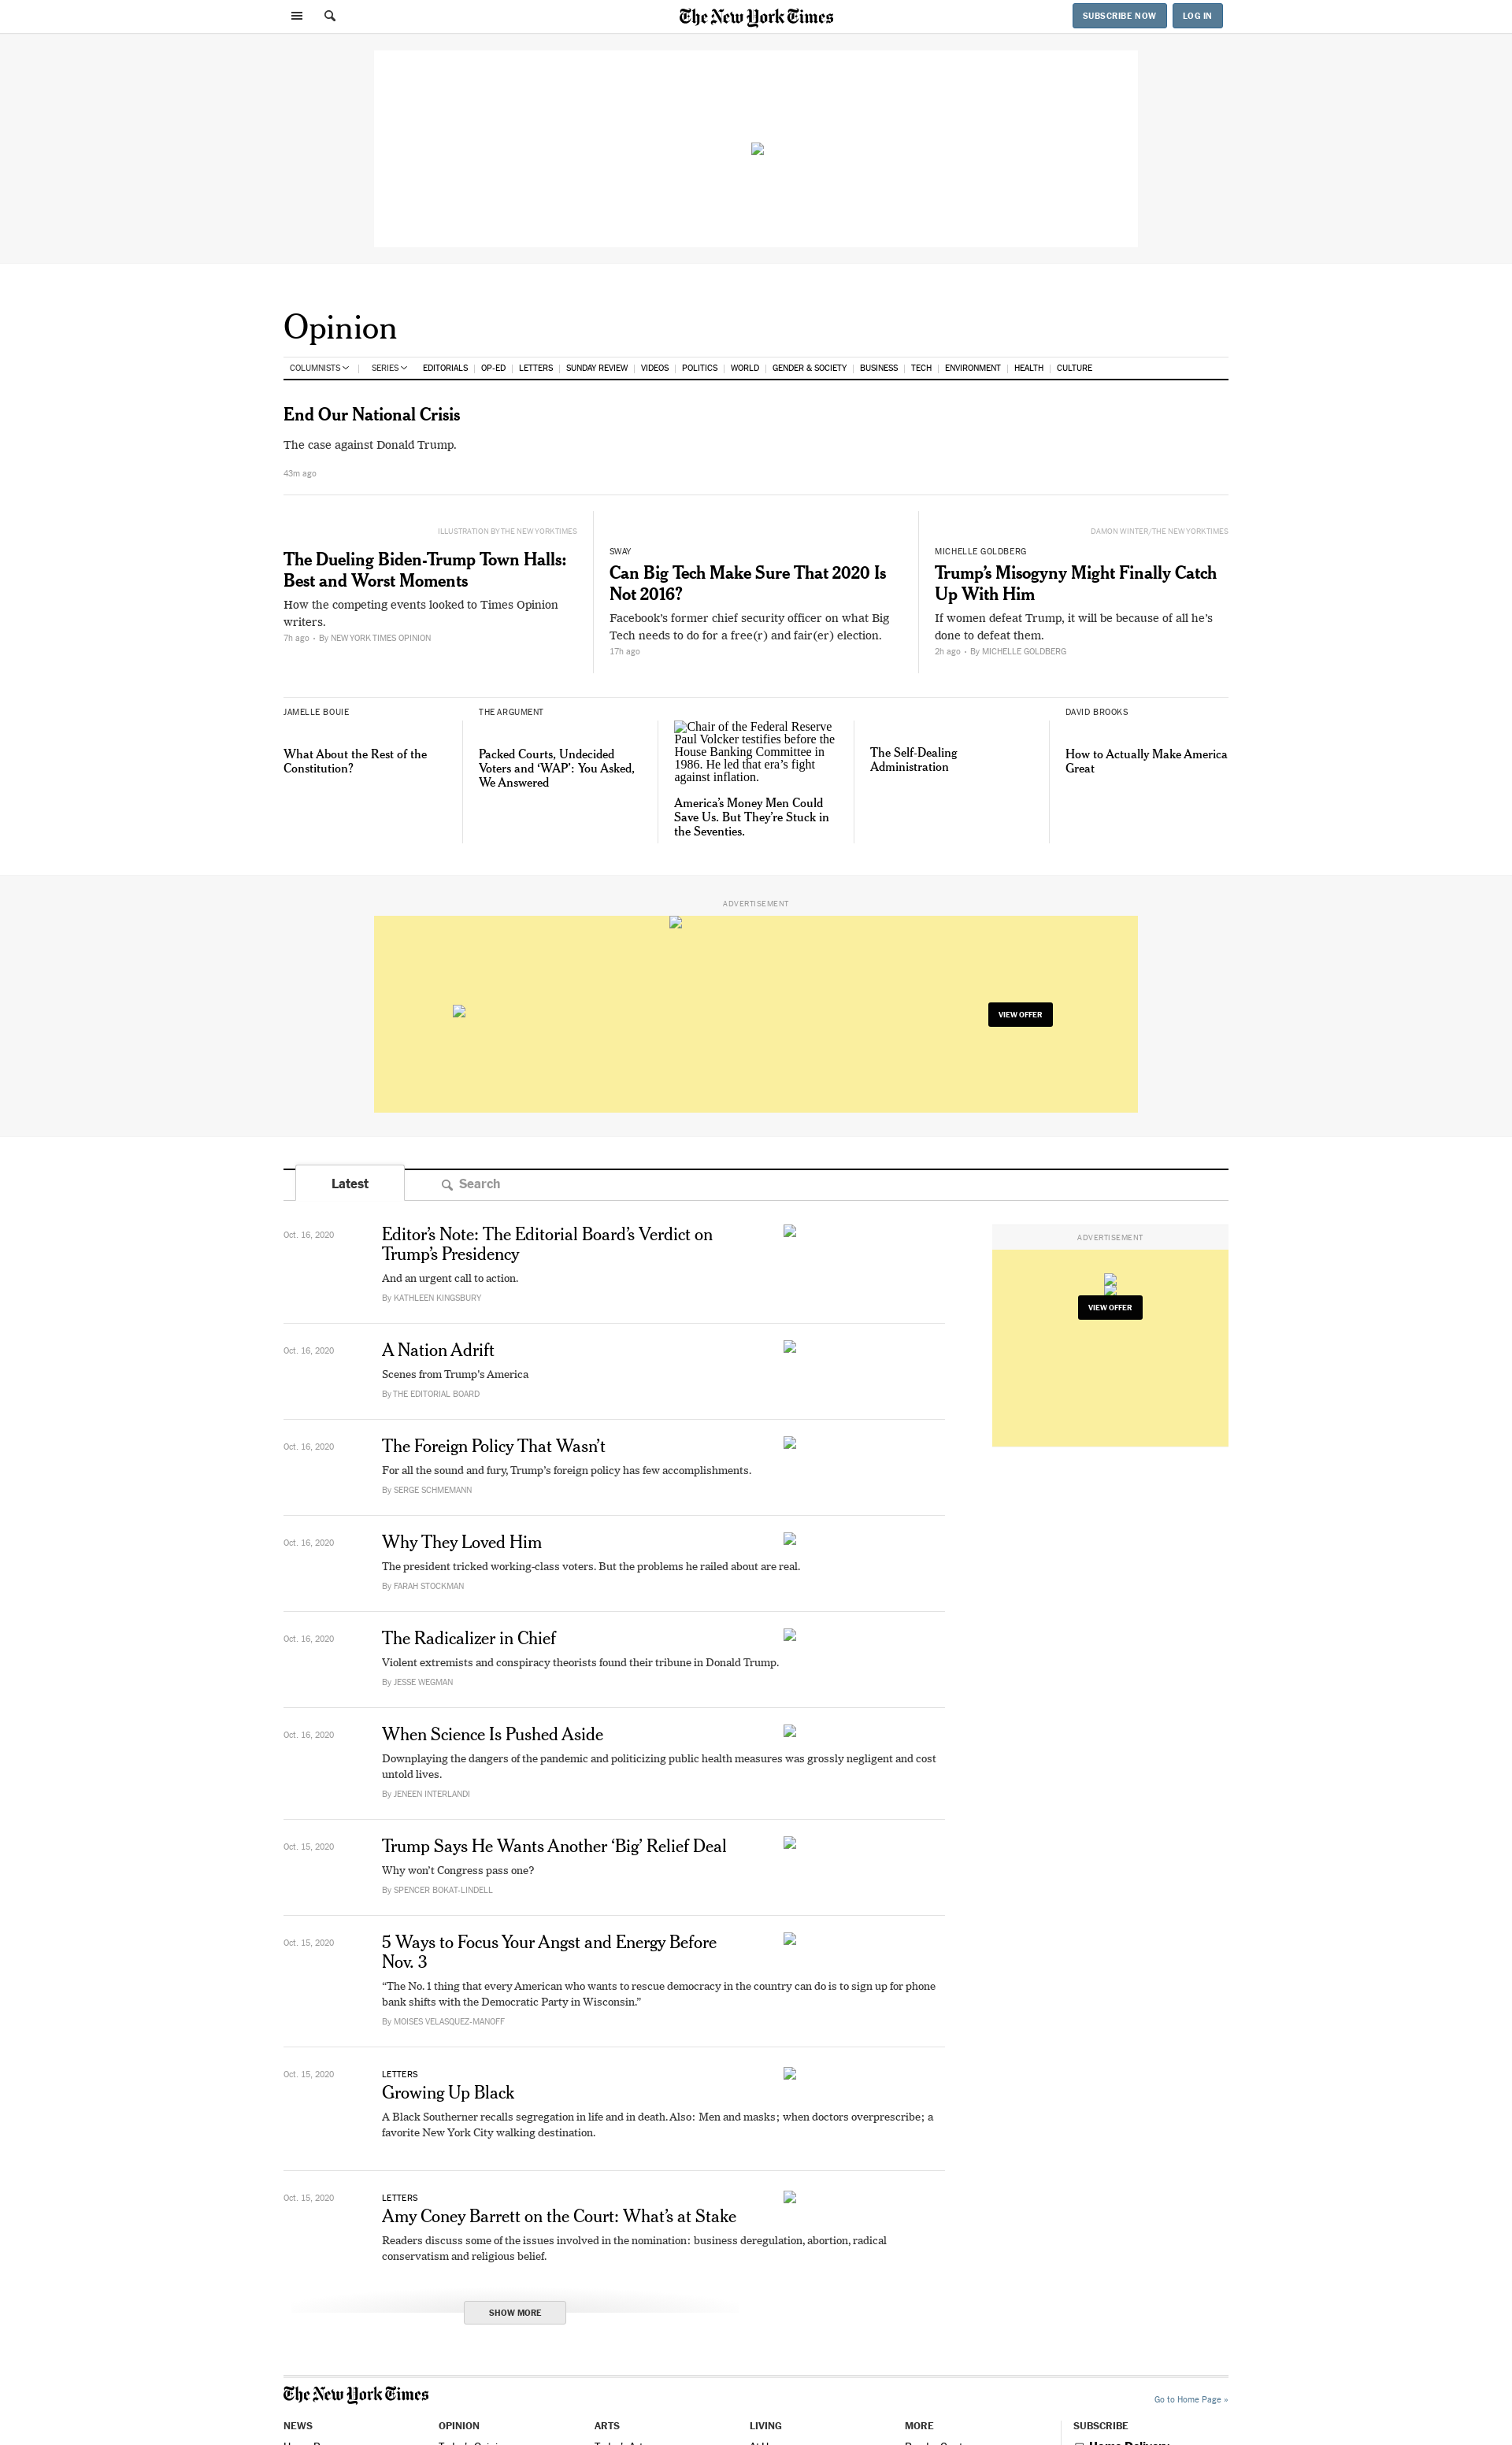 The New York Times
SUBSCRIBE NOW
LOG IN
Opinion
COLUMNISTS
SERIES
EDITORIALS
OP-ED
LETTERS
SUNDAY REVIEW
VIDEOS
POLITICS
WORLD
GENDER & SOCIETY
BUSINESS
TECH
ENVIRONMENT
HEALTH
CULTURE
End Our National Crisis
The case against Donald Trump.
43m ago
ILLUSTRATION BY THE NEW YORK TIMES
The Dueling Biden-Trump Town Halls:
Best and Worst Moments
How the competing events looked to Times Opinion
writers.
7h ago • By NEW YORK TIMES OPINION
SWAY
Can Big Tech Make Sure That 2020 Is
Not 2016?
Facebook’s former chief security officer on what Big
Tech needs to do for a free(r) and fair(er) election.
17h ago
DAMON WINTER/THE NEW YORK TIMES
MICHELLE GOLDBERG
Trump’s Misogyny Might Finally Catch
Up With Him
If women defeat Trump, it will be because of all he’s
done to defeat them.
2h ago • By MICHELLE GOLDBERG
JAMELLE BOUIE
What About the Rest of the
Constitution?
THE ARGUMENT
Packed Courts, Undecided
Voters and ‘WAP’: You Asked,
We Answered
Chair of the Federal Reserve
Paul Volcker testifies before the
House Banking Committee in
1986. He led that era’s fight
against inflation.
America’s Money Men Could
Save Us. But They’re Stuck in
the Seventies.
The Self-Dealing
Administration
DAVID BROOKS
How to Actually Make America
Great
ADVERTISEMENT
VIEW OFFER
Latest
Search
Oct. 16, 2020
Editor’s Note: The Editorial Board’s Verdict on
Trump’s Presidency
And an urgent call to action.
By KATHLEEN KINGSBURY
ADVERTISEMENT
VIEW OFFER
Oct. 16, 2020
A Nation Adrift
Scenes from Trump’s America
By THE EDITORIAL BOARD
Oct. 16, 2020
The Foreign Policy That Wasn’t
For all the sound and fury, Trump’s foreign policy has few accomplishments.
By SERGE SCHMEMANN
Oct. 16, 2020
Why They Loved Him
The president tricked working-class voters. But the problems he railed about are real.
By FARAH STOCKMAN
Oct. 16, 2020
The Radicalizer in Chief
Violent extremists and conspiracy theorists found their tribune in Donald Trump.
By JESSE WEGMAN
Oct. 16, 2020
When Science Is Pushed Aside
Downplaying the dangers of the pandemic and politicizing public health measures was grossly negligent and cost
untold lives.
By JENEEN INTERLANDI
Oct. 15, 2020
Trump Says He Wants Another ‘Big’ Relief Deal
Why won’t Congress pass one?
By SPENCER BOKAT-LINDELL
Oct. 15, 2020
5 Ways to Focus Your Angst and Energy Before
Nov. 3
“The No. 1 thing that every American who wants to rescue democracy in the country can do is to sign up for phone
bank shifts with the Democratic Party in Wisconsin.”
By MOISES VELASQUEZ-MANOFF
Oct. 15, 2020
LETTERS
Growing Up Black
A Black Southerner recalls segregation in life and in death. Also: Men and masks; when doctors overprescribe; a
favorite New York City walking destination.
Oct. 15, 2020
LETTERS
Amy Coney Barrett on the Court: What’s at Stake
Readers discuss some of the issues involved in the nomination: business deregulation, abortion, radical
conservatism and religious belief.
SHOW MORE
The New York Times
Go to Home Page »
NEWS
OPINION
ARTS
LIVING
MORE
SUBSCRIBE